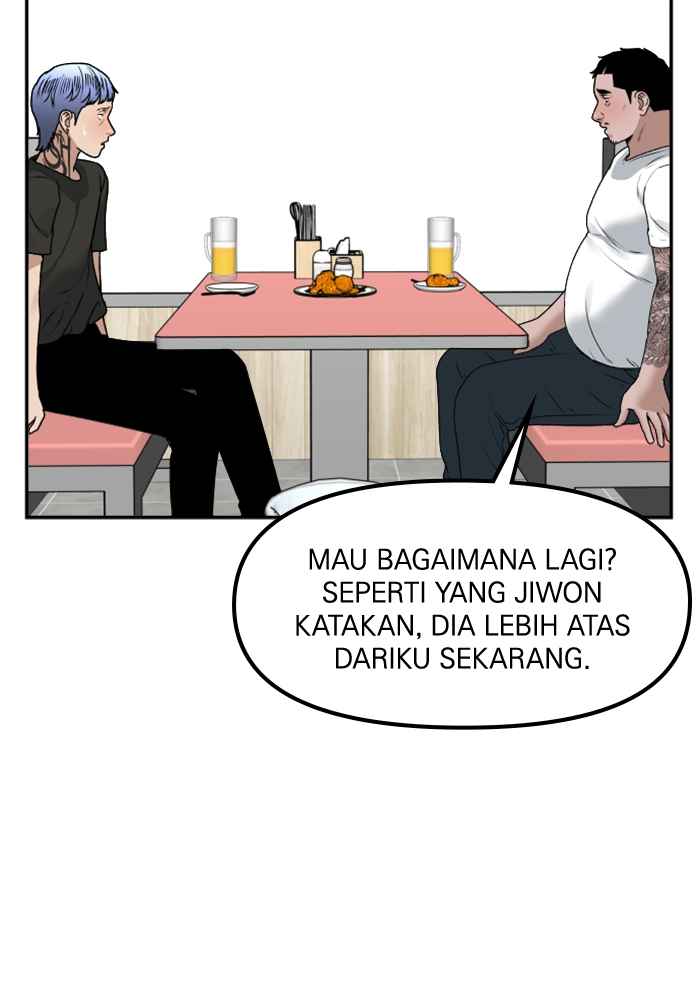 MAU BAGAIMANA LAGI?
SEPERTI YANG JIWON
KATAKAN, DIA LEBIH ATAS
DARIKU SEKARANG.